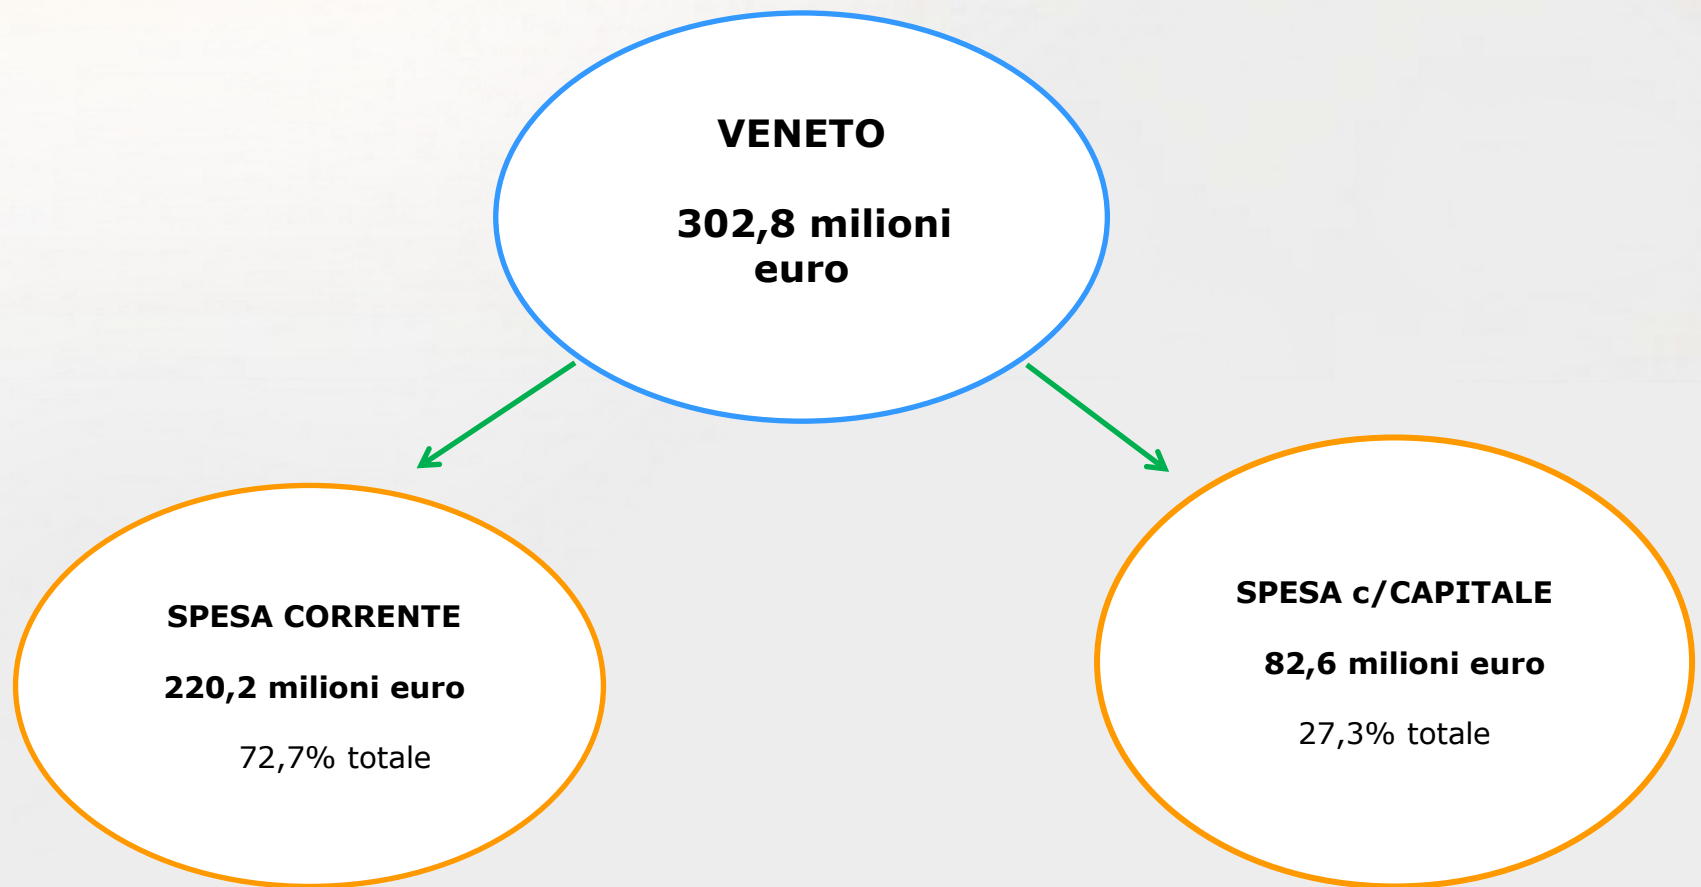 VENETO
302,8 milioni
euro
SPESA CORRENTE
220,2 milioni euro
72,7% totale
SPESA c/CAPITALE
82,6 milioni euro
27,3% totale